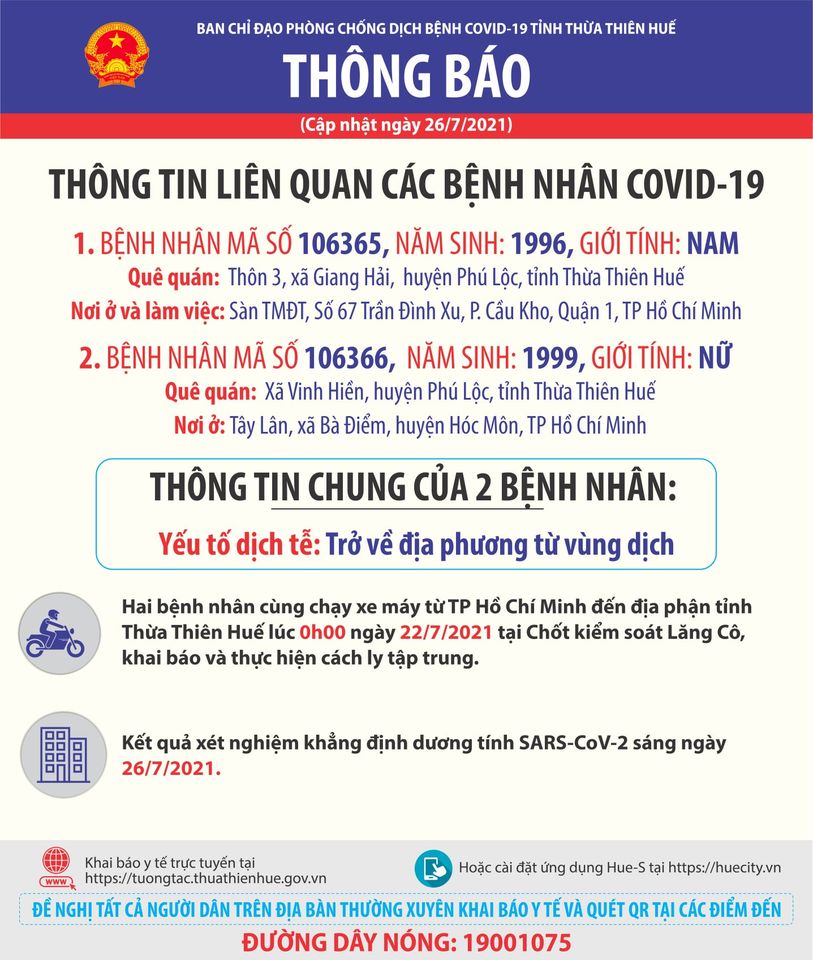 BAN CHỈ ĐẠO PHÒNG CHỐNG DỊCH BỆNH COVID-19 TỈNH THỪA THIÊN HUẾ
THÔNG BÁO
(Cập nhật ngày 26/7/2021)
THÔNG TIN LIÊN QUAN CÁC BỆNH NHÂN COVID-19
1. BỆNH NHÂN MÃ SỐ 106365, NĂM SINH: 1996, GIỚI TÍNH: NAM
Quê quán: Thôn 3, xã Giang Hải, huyện Phú Lộc, tỉnh Thừa Thiên Huế
Nơi ở và làm việc: Sàn TMĐT, Số 67 Trần Đình Xu, P. Cầu Kho, Quận 1, TP Hồ Chí Minh
2. BỆNH NHÂN MÃ SỐ 106366, NĂM SINH: 1999, GIỚI TÍNH: NỮ
Quê quán: Xã Vinh Hiền, huyện Phú Lộc, tỉnh Thừa Thiên Huế
Nơi ở: Tây Lân, xã Bà Điểm, huyện Hóc Môn, TP Hồ Chí Minh
THÔNG TIN CHUNG CỦA 2 BỆNH NHÂN:
Yếu tố dịch tễ: Trở về địa phương từ vùng dịch
Hai bệnh nhân cùng chạy xe máy từ TP Hồ Chí Minh đến địa phận tỉnh
Thừa Thiên Huế lúc 0h00 ngày 22/7/2021 tại Chốt kiểm soát Lăng Cô,
khai báo và thực hiện cách ly tập trung.
Kết quả xét nghiệm khẳng định dương tính SARS-CoV-2 sáng ngày
26/7/2021.
Khai báo y tế trực tuyến tại
https://tuongtac.thuathienhue.gov.vn
www
Hoặc cài đặt ứng dụng Hue-S tại https://huecity.vn
ĐỀ NGHỊ TẤT CẢ NGƯỜI DÂN TRÊN ĐỊA BÀN THƯỜNG XUYÊN KHAI BÁO Y TẾ VÀ QUÉT QR TẠI CÁC ĐIỂM ĐẾN
ĐƯỜNG DÂY NÓNG: 19001075